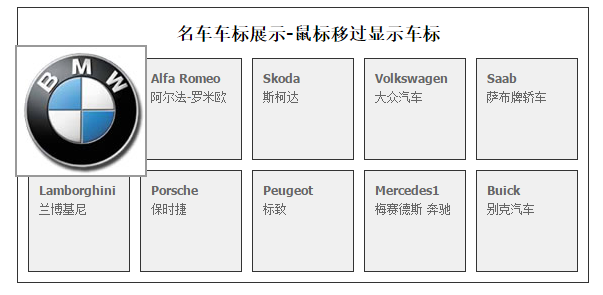 名车车标展示-鼠标移过显示车标
BMW
Alfa Romeo
阿尔法-罗米欧
Skoda
斯柯达
Volkswagen
大众汽车
Saab
萨布牌轿车
Lamborghini
兰博基尼
Porsche
保时捷
Peugeot
标致
Mercedes1
梅赛德斯 奔驰
Buick
别克汽车